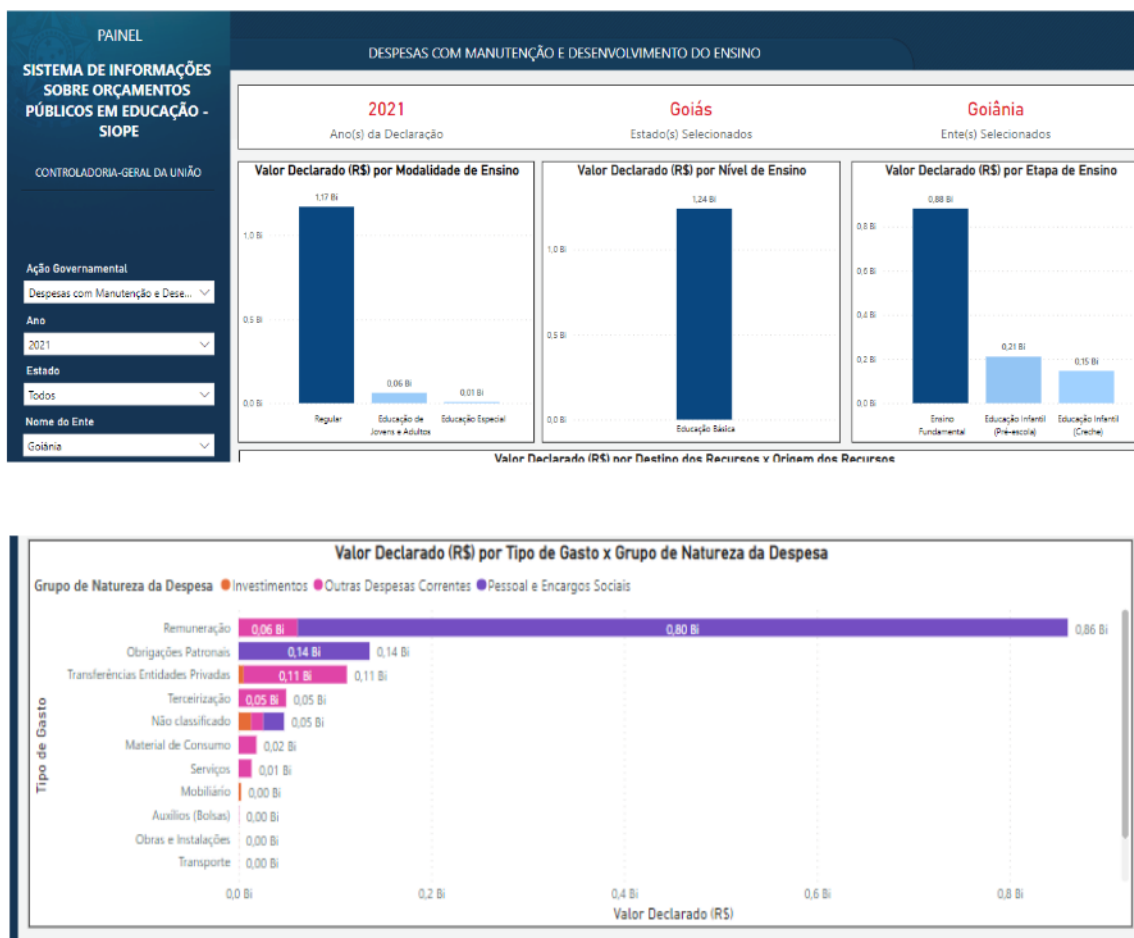 PAINEL
SISTEMA DE INFORMAÇÕES
SOBRE ORÇAMENTOS
PÚBLICOS EM EDUCAÇÃO -
SIOPE
CONTROLADORIA-GERAL DA UNIÃO
Ação Governamental
Despesas com Manutenção e Dese...
Ano
2021
Estado
Todos
Nome do Ente
Goiânia
DESPESAS COM MANUTENÇÃO E DESENVOLVIMENTO DO ENSINO
2021
Ano(s) da Declaração
Goiás
Estado(s) Selecionados
Goiânia
Ente(s) Selecionados
Valor Declarado (R$) por Modalidade de Ensino
1,17 Bi
1,0 Bi
0,5 Bi
0,06 Bi
0,01 Bi
0,0 Bi
Regular
Educação de
Jovens e Adultos
Educação Especial
Valor Declarado (R$) por Nível de Ensino
1,24 Bi
1,0 Bi
0,5 Bi
0,0 Bi
Educação Básica
Valor Declarado (R$) por Etapa de Ensino
0,88 Bi
0,8 Bi
0,6 Bi
0,4 Bi
0,21 Bi
0,2 Bi
0,15 Bi
0,0 Bi
Ensino
Fundamental
Educação Infantil
(Pré-escola)
Educação Infantil
(Creche)
Valor Declarado (R$) por Destino dos Recursos x Origem dos Recursos
Valor Declarado (R$) por Tipo de Gasto x Grupo de Natureza da Despesa
Grupo de Natureza da Despesa Investimentos Outras Despesas Correntes Pessoal e Encargos Sociais
Tipo de Gasto
Remuneração 0,06 Bi 0,80 Bi 0,86 Bi
Obrigações Patronais 0,14 Bi 0,14 Bi
Transferências Entidades Privadas 0,11 Bi 0,11 Bi
Terceirização 0,05 Bi 0,05 Bi
Não classificado 0,05 Bi
Material de Consumo 0,02 Bi
Serviços 0,01 Bi
Mobiliário 0,00 Bi
Auxílios (Bolsas) 0,00 Bi
Obras e Instalações 0,00 Bi
Transporte 0,00 Bi
0,0 Bi 0,2 Bi 0,4 Bi 0,6 Bi 0,8 Bi
Valor Declarado (R$)